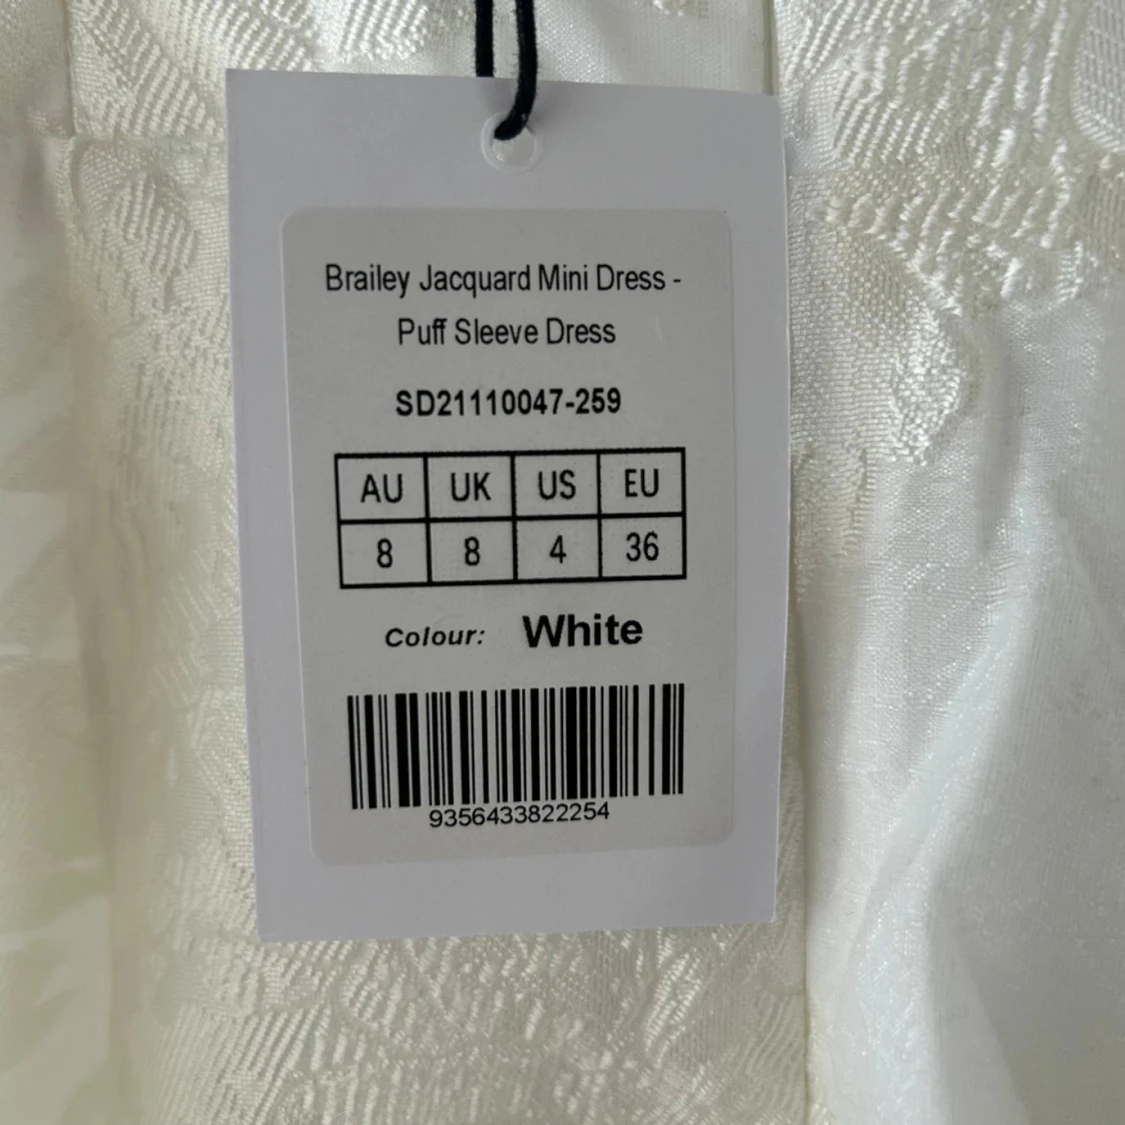 Brailey Jacquard Mini Dress -
Puff Sleeve Dress
SD21110047-259
AU UK US EU
8 8 4 36
Colour: White
9356433822254